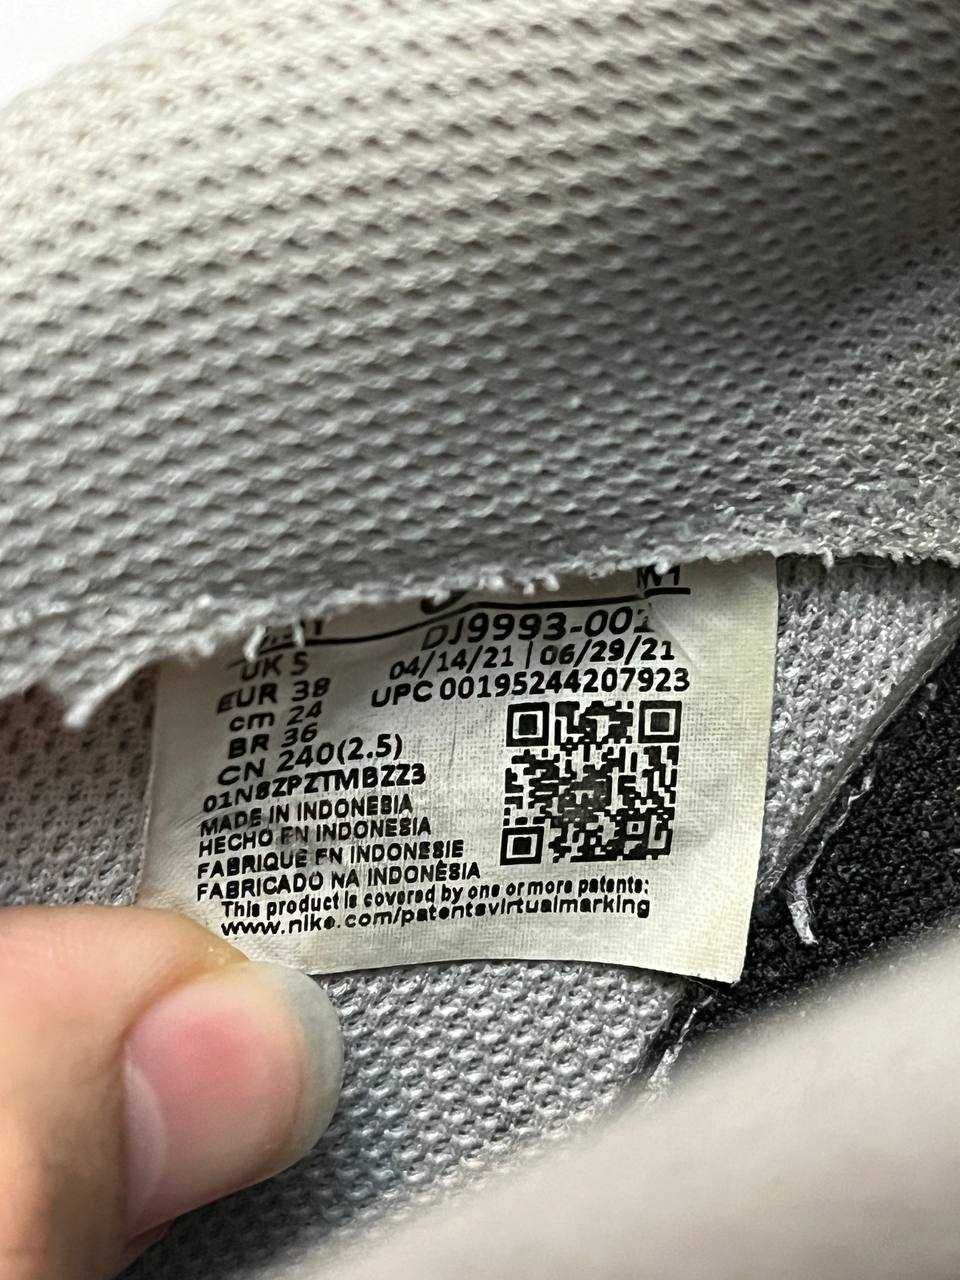 DJ9993-001
UK 5
04/14/21 | 06/29/21
EUR 38
UPC 00195244207923
cm 24
BR 36
CN 240(2.5)
01N8ZPZTMBZZ3
MADE IN INDONESIA
HECHO EN INDONESIA
FABRIQUE EN INDONESIE
FABRICADO NA INDONÉSIA
This product is covered by one or more patents:
www.nike.com/patentsvirtualmarking